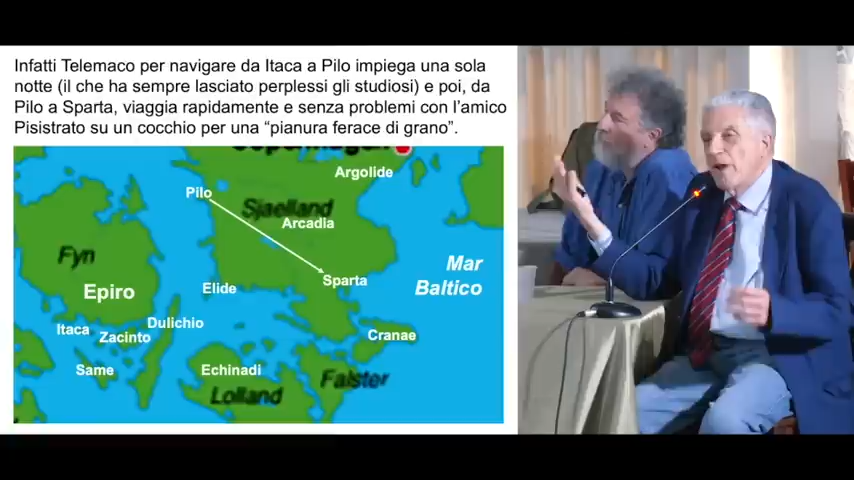 Infatti Telemaco per navigare da Itaca a Pilo impiega una sola
notte (il che ha sempre lasciato perplessi gli studiosi) e poi, da
Pilo a Sparta, viaggia rapidamente e senza problemi con l'amico
Pisistrato su un cocchio per una "pianura ferace di grano".
Copenhagen
Argolide
Pilo
Sjaelland
Arcadia
Fyn
Mar
Baltico
Sparta
Elide
Epiro
Itaca
Zacinto
Dulichio
Cranae
Same
Echinadi
Falster
Lolland